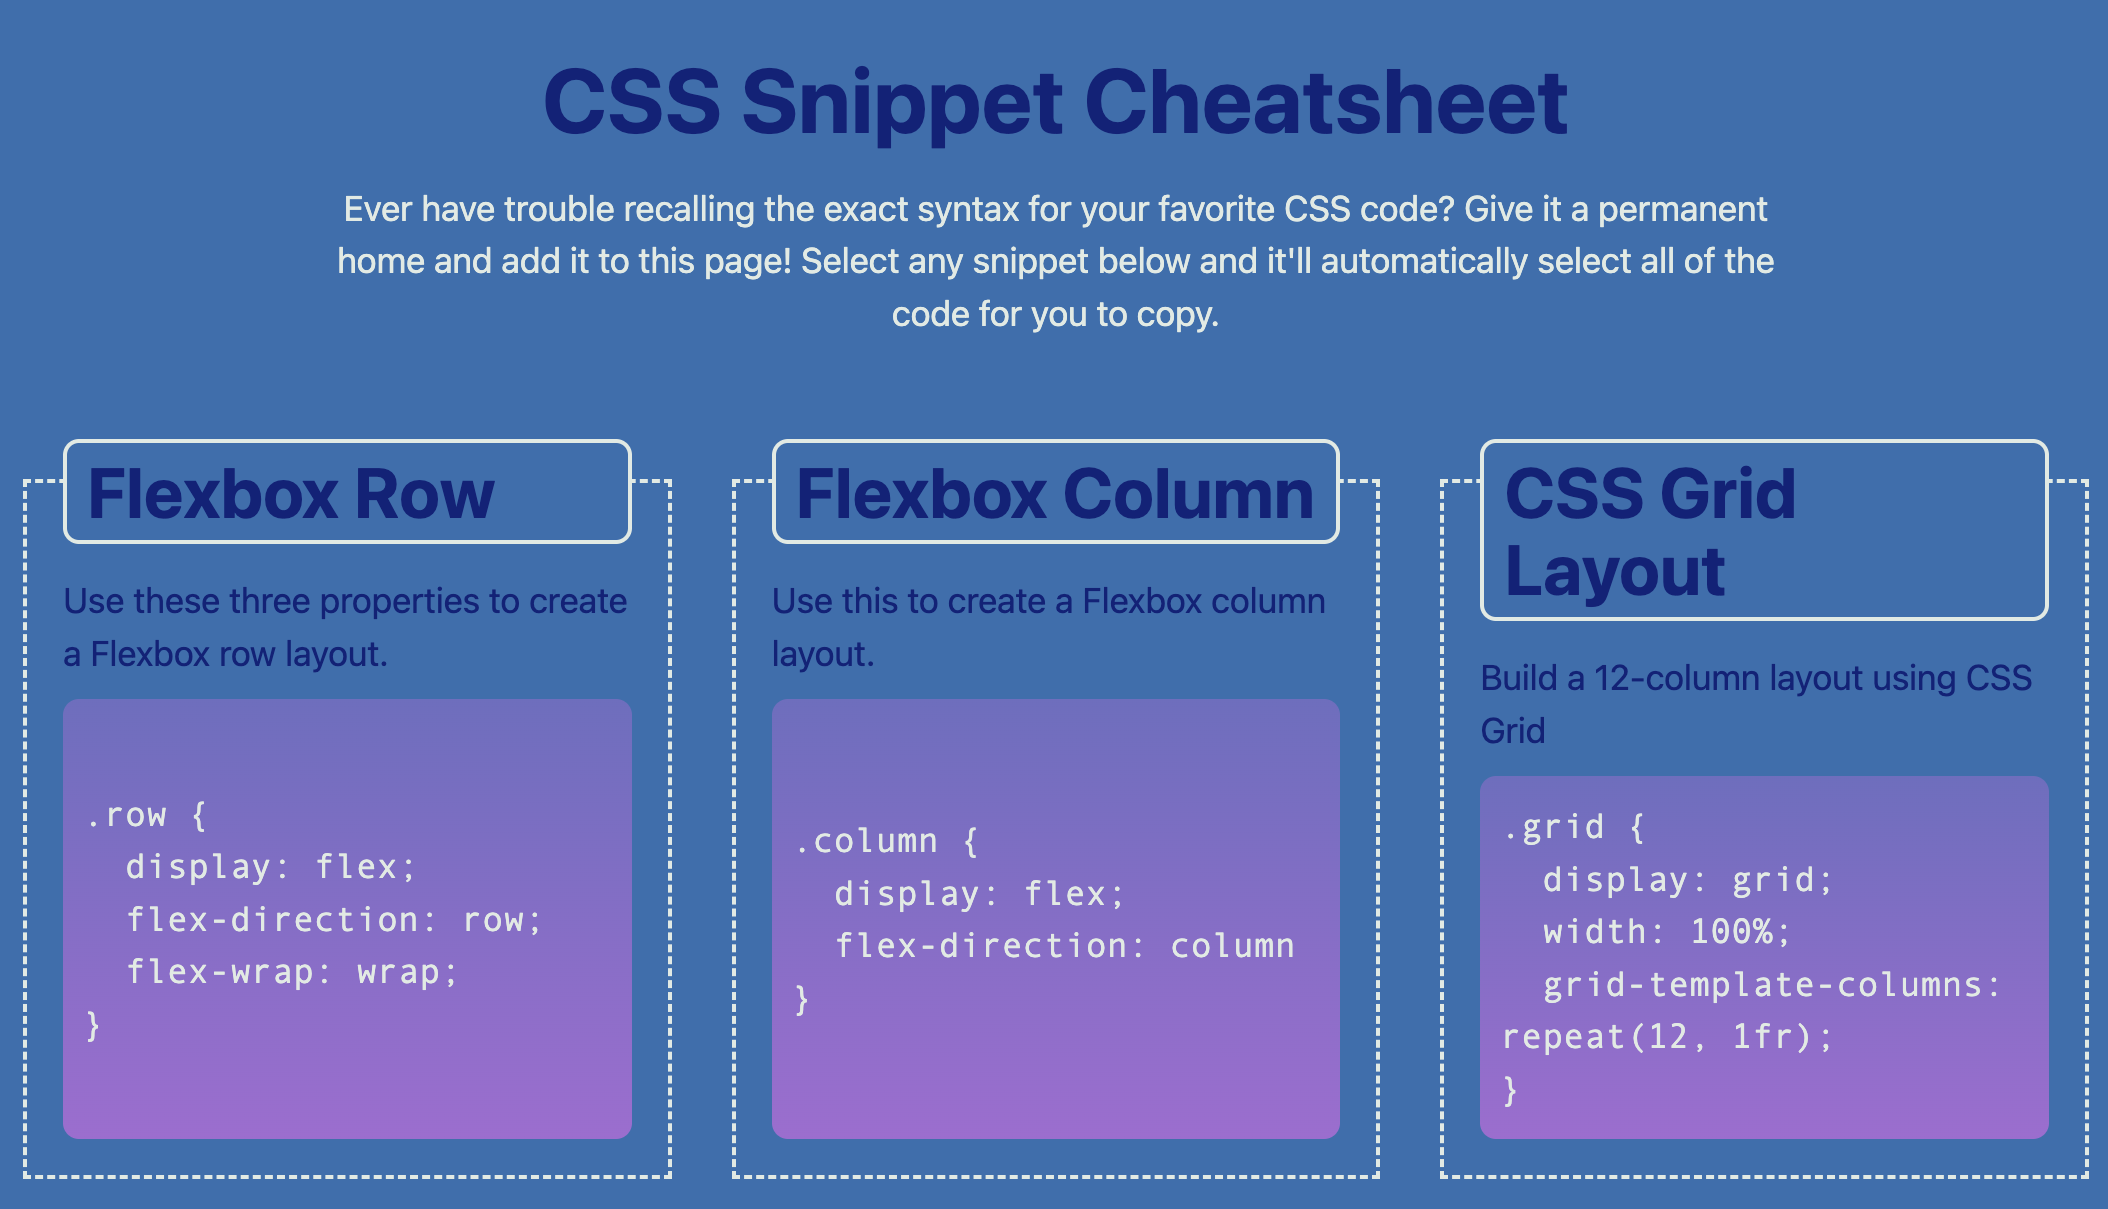 CSS Snippet Cheatsheet
Ever have trouble recalling the exact syntax for your favorite CSS code? Give it a permanent
home and add it to this page! Select any snippet below and it'll automatically select all of the
code for you to copy.
Flexbox Row
Use these three properties to create
a Flexbox row layout.
.row {
  display: flex;
  flex-direction: row;
  flex-wrap: wrap;
}
Flexbox Column
Use this to create a Flexbox column
layout.
.column {
  display: flex;
  flex-direction: column
}
CSS Grid
Layout
Build a 12-column layout using CSS
Grid
.grid {
  display: grid;
  width: 100%;
  grid-template-columns:
repeat(12, 1fr);
}